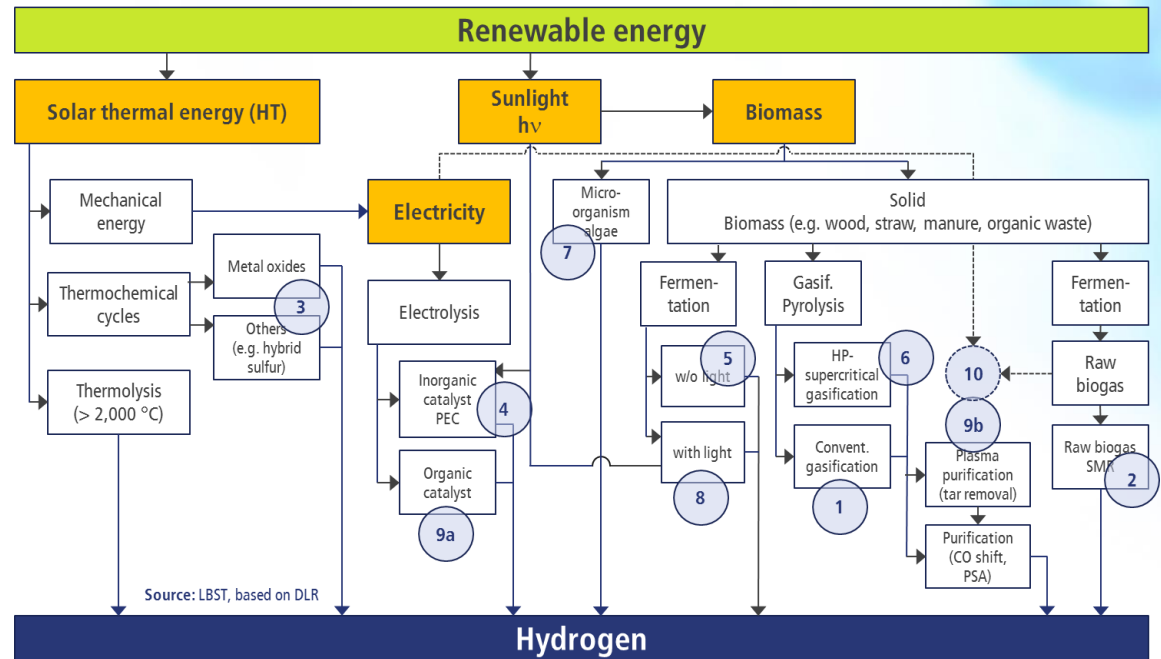 Renewable energy
Solar thermal energy (HT)
Sunlight
hν
Biomass
Mechanical
energy
Electricity
Micro-
organism
algae
7
Solid
Biomass (e.g. wood, straw, manure, organic waste)
Metal oxides
3
Thermochemical
cycles
Others
(e.g. hybrid
sulfur)
Electrolysis
Fermen-
tation
Gasif.
Pyrolysis
Fermen-
tation
Thermolysis
(> 2,000 °C)
Inorganic
catalyst
PEC
4
5
w/o light
HP-
supercritical
gasification
6
10
Raw
biogas
Organic
catalyst
9a
with light
8
Convent.
gasification
1
9b
Plasma
purification
(tar removal)
Raw biogas
SMR
2
Purification
(CO shift,
PSA)
Source: LBST, based on DLR
Hydrogen